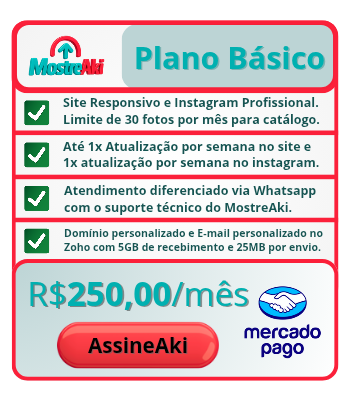 MostreAki
Plano Básico
Site Responsivo e Instagram Profissional.
Limite de 30 fotos por mês para catálogo.
Até 1x Atualização por semana no site e
1x atualização por semana no instagram.
Atendimento diferenciado via Whatsapp
com o suporte técnico do MostreAki.
Domínio personalizado e E-mail personalizado no
Zoho com 5GB de recebimento e 25MB por envio.
R$250,00/mês
AssineAki
mercado
pago